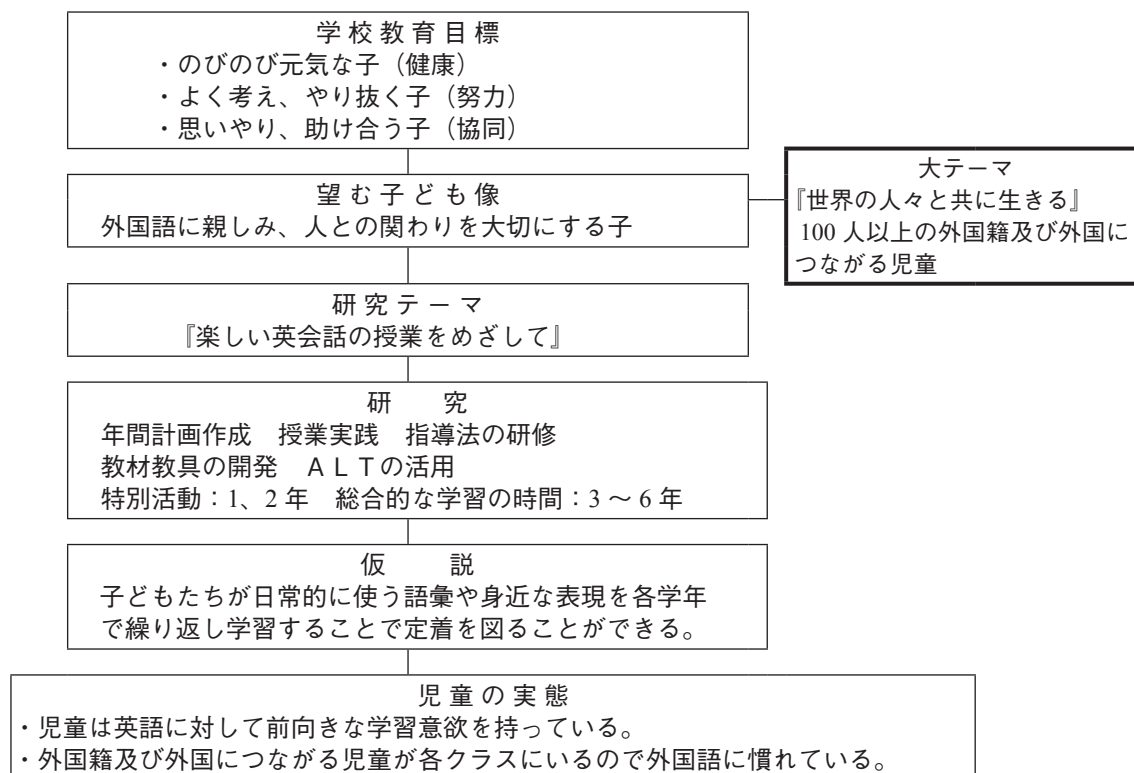 学校教育目標
・のびのび元気な子（健康）
・よく考え、やり抜く子（努力）
・思いやり、助け合う子（協同）
望む子ども像
外国語に親しみ、人との関わりを大切にする子
大テーマ
『世界の人々と共に生きる』
100 人以上の外国籍及び外国に
つながる児童
研究テーマ
『楽しい英会話の授業をめざして』
研　究
年間計画作成　授業実践　指導法の研修
教材教具の開発　ＡＬＴの活用
特別活動：1、2 年　総合的な学習の時間：3 ～ 6 年
仮　説
子どもたちが日常的に使う語彙や身近な表現を各学年
で繰り返し学習することで定着を図ることができる。
児童の実態
・児童は英語に対して前向きな学習意欲を持っている。
・外国籍及び外国につながる児童が各クラスにいるので外国語に慣れている。